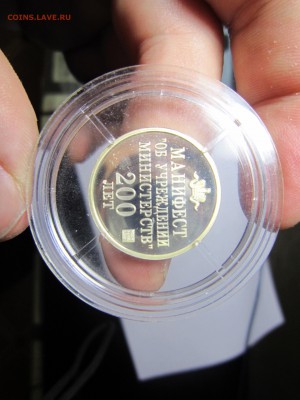 COINS.LAVE.RU
МАНИФЕСТ
"ОБ УЧРЕЖДЕНИИ
МИНИСТЕРСТВ"
200
ЛЕТ